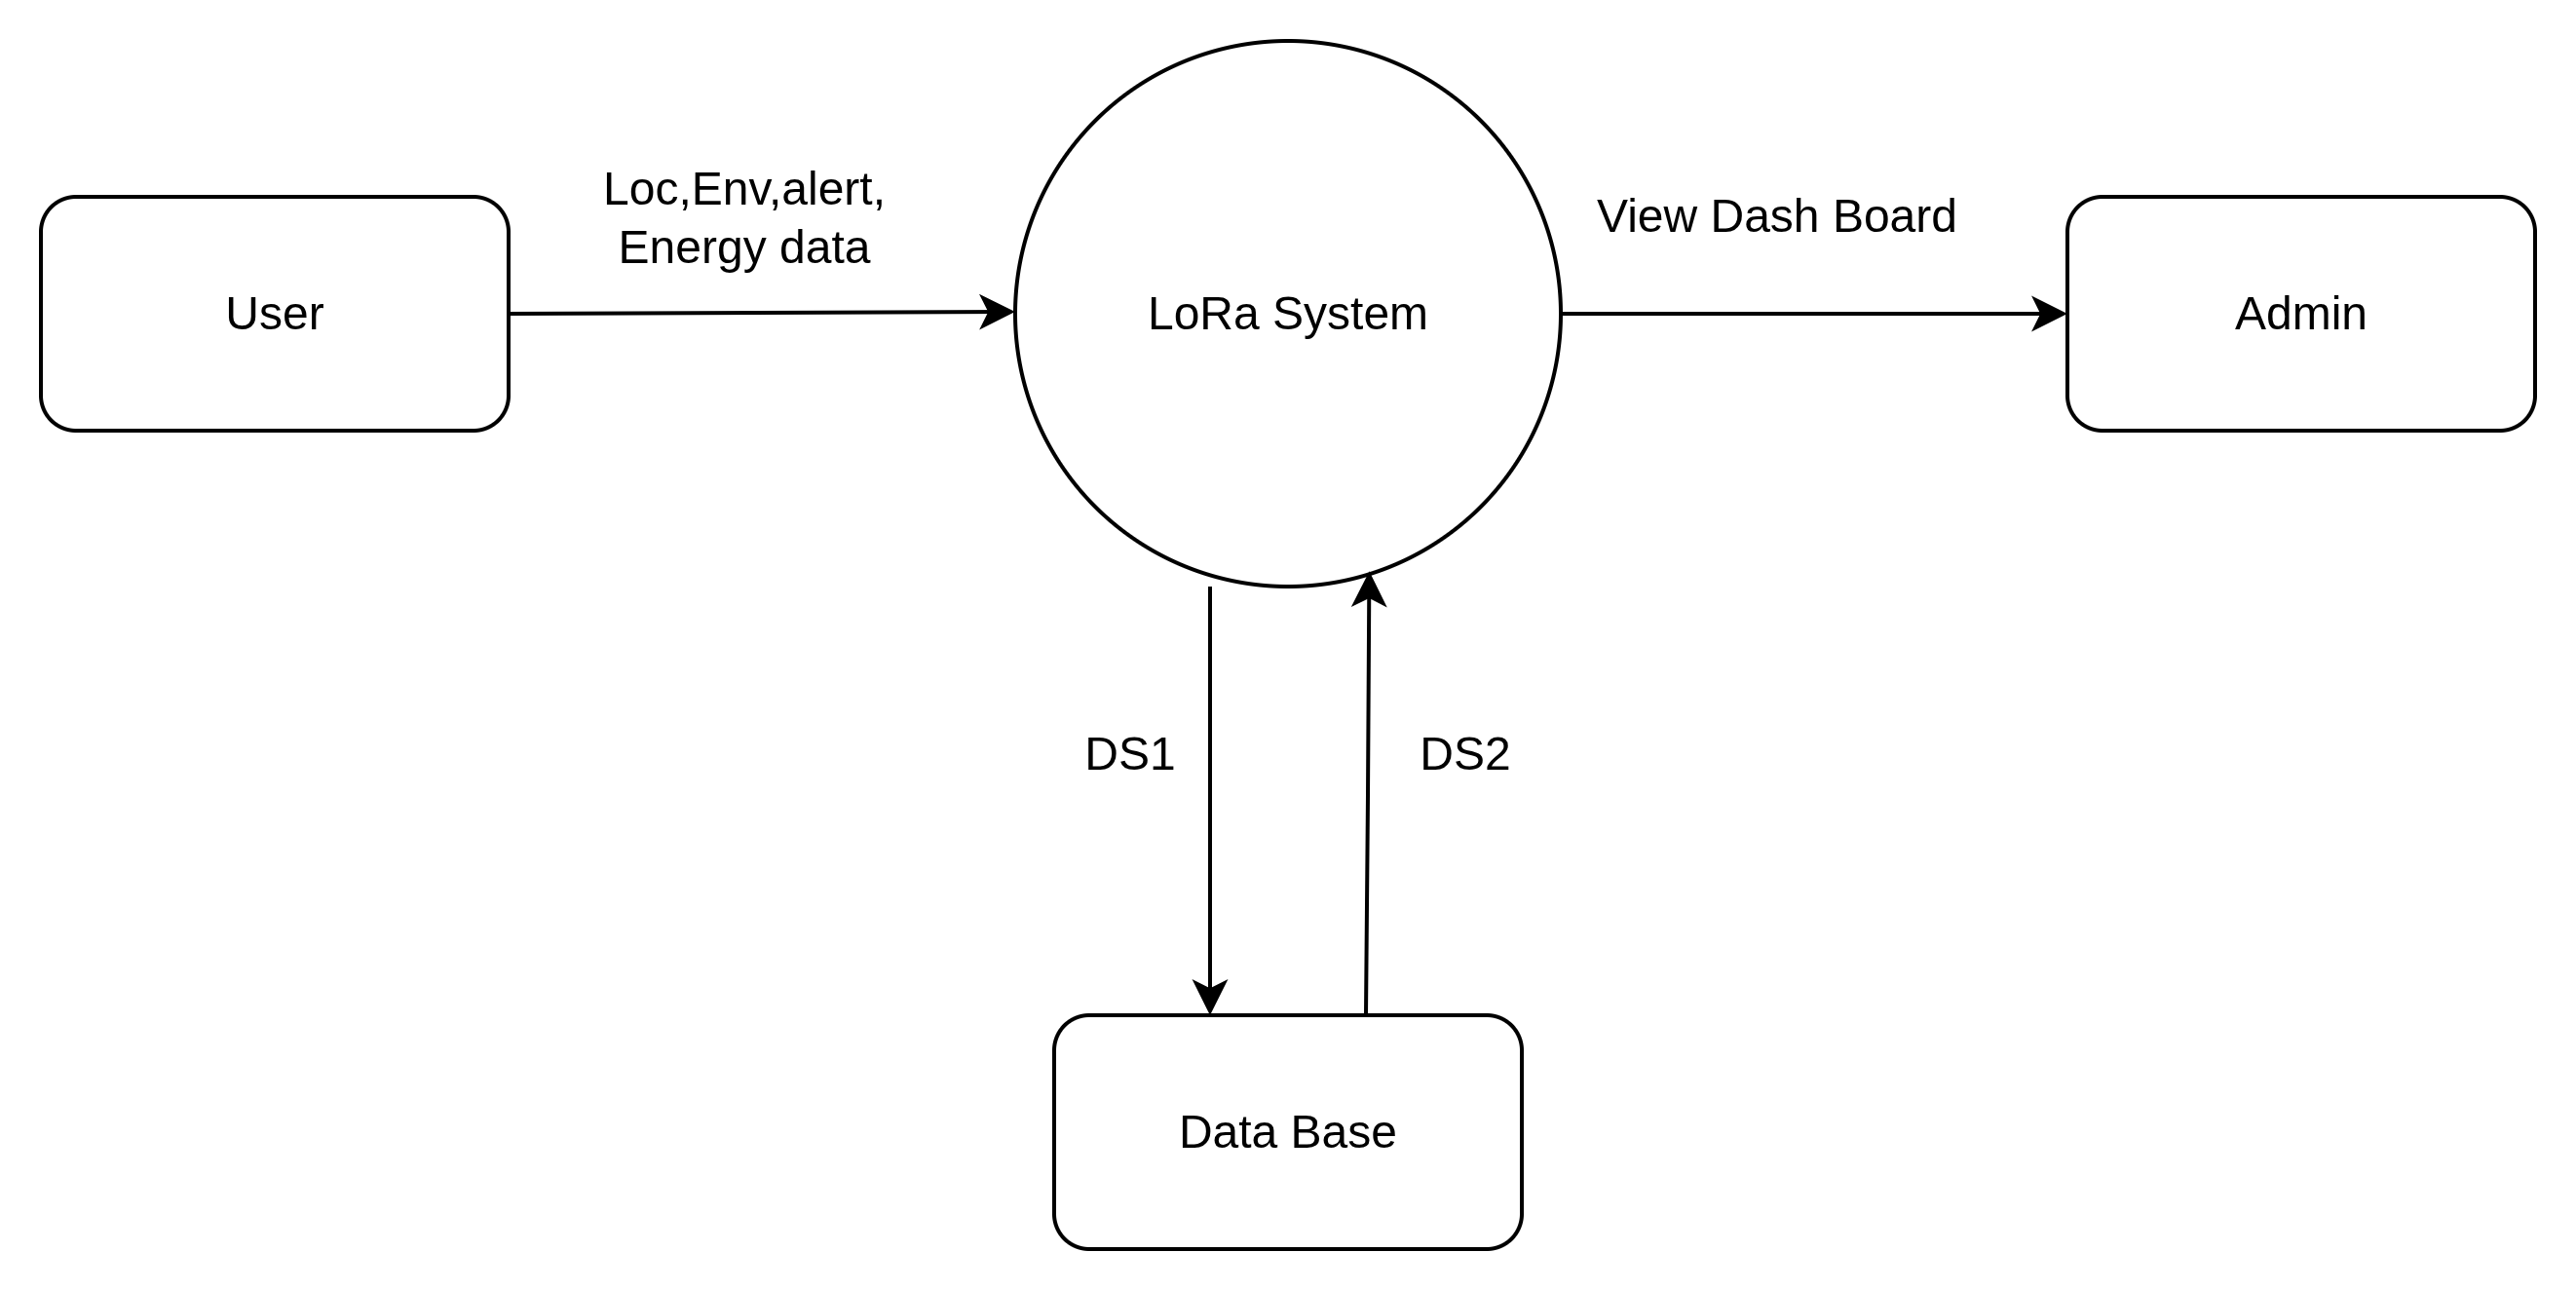 Loc,Env,alert,
Energy data
View Dash Board
User
LoRa System
Admin
DS1
DS2
Data Base